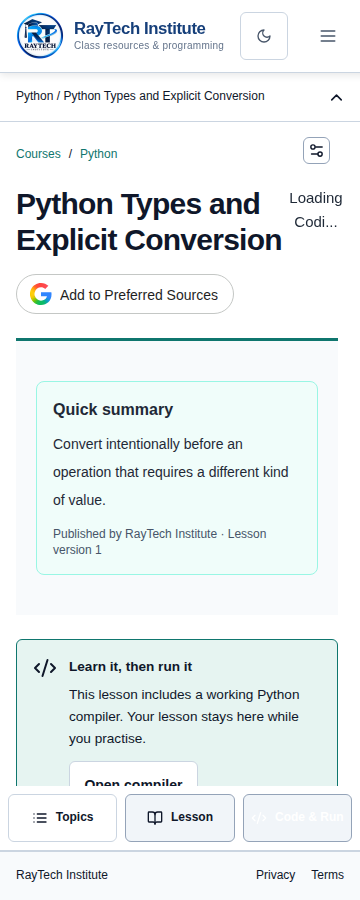 RAYTECH
RayTech Institute
Class resources & programming
Python / Python Types and Explicit Conversion
Courses / Python
Python Types and
Explicit Conversion
Loading
Codi...
Add to Preferred Sources
Quick summary
Convert intentionally before an
operation that requires a different kind
of value.
Published by RayTech Institute · Lesson
version 1
Learn it, then run it
This lesson includes a working Python
compiler. Your lesson stays here while
you practise.
Open compiler
Topics
Lesson
Code & Run
RayTech Institute
Privacy
Terms